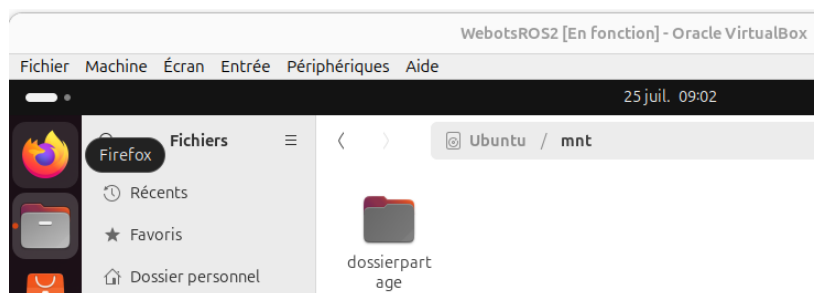 WebotsROS2 [En fonction] - Oracle VirtualBox
Fichier Machine Écran Entrée Périphériques Aide
25 juil. 09:02
Firefox
Fichiers
Ubuntu / mnt
Récents
Favoris
Dossier personnel
dossierpart
age